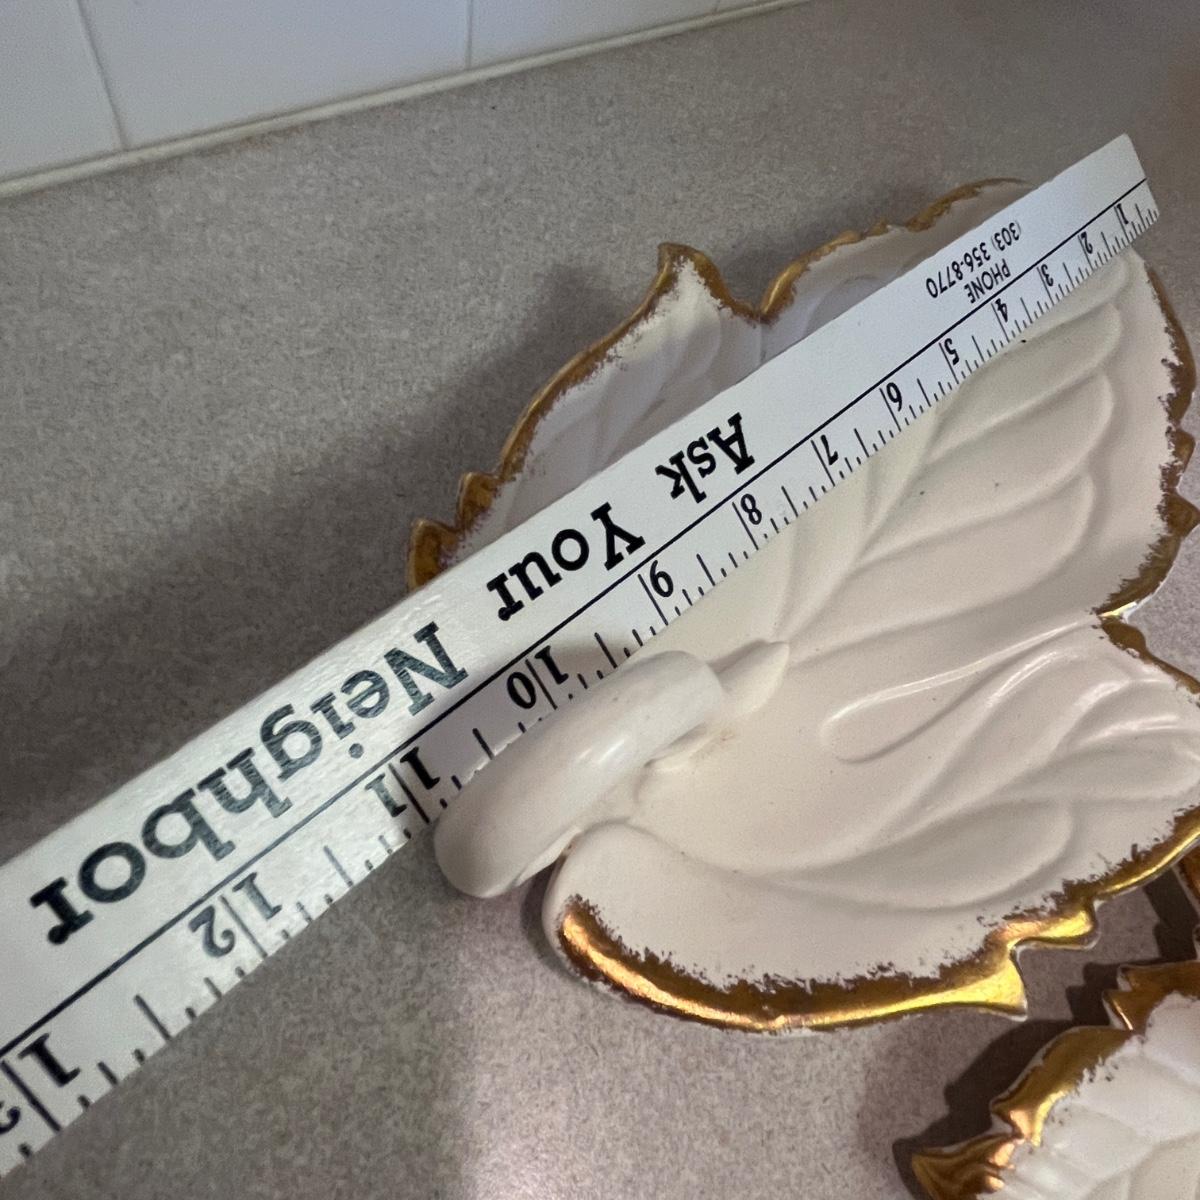 Ask Your Neighbor
PHONE
(303) 356-8770
1 2 3 4 5 6 7 8 9 10 11 12 13